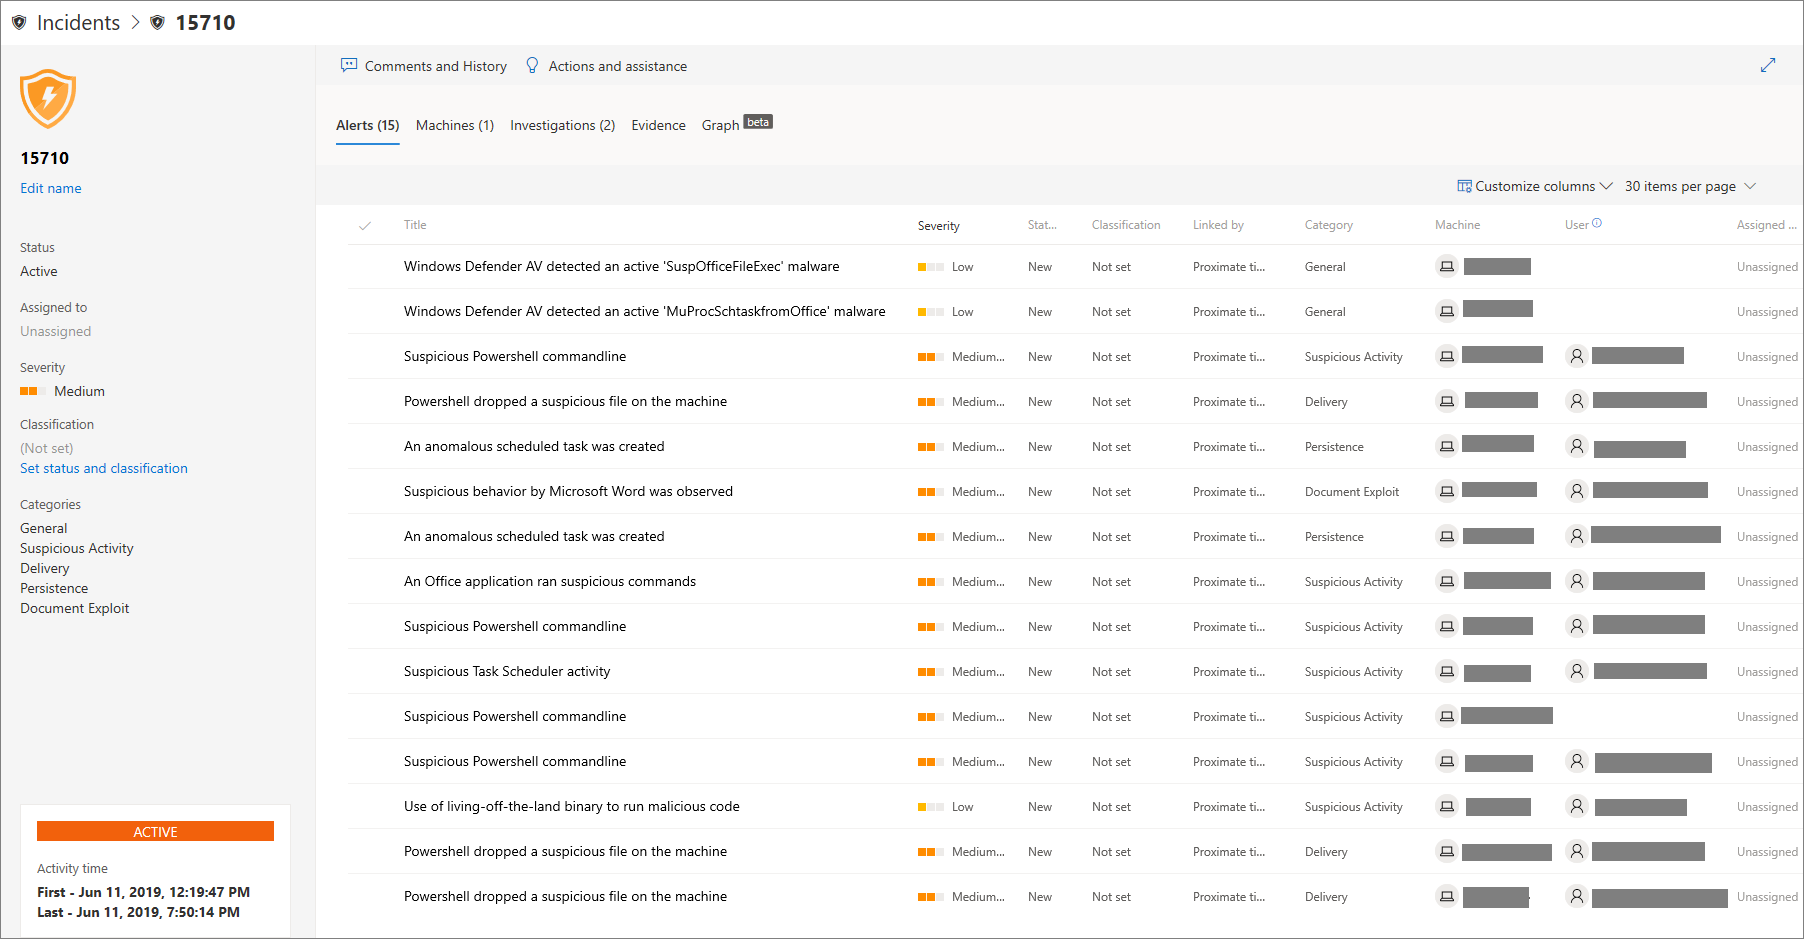 Incidents > 15710
15710
Edit name
Status
Active
Assigned to
Unassigned
Severity
Medium
Classification
(Not set)
Set status and classification
Categories
General
Suspicious Activity
Delivery
Persistence
Document Exploit
ACTIVE
Activity time
First - Jun 11, 2019, 12:19:47 PM
Last - Jun 11, 2019, 7:50:14 PM
Comments and History Actions and assistance
Alerts (15) Machines (1) Investigations (2) Evidence Graph beta
Customize columns 30 items per page
Title Severity Stat... Classification Linked by Category Machine User Assigned ...
Windows Defender AV detected an active 'SuspOfficeFileExec' malware Low New Not set Proximate ti... General Unassigned
Windows Defender AV detected an active 'MuProcSchtaskfromOffice' malware Low New Not set Proximate ti... General Unassigned
Suspicious Powershell commandline Medium... New Not set Proximate ti... Suspicious Activity Unassigned
Powershell dropped a suspicious file on the machine Medium... New Not set Proximate ti... Delivery Unassigned
An anomalous scheduled task was created Medium... New Not set Proximate ti... Persistence Unassigned
Suspicious behavior by Microsoft Word was observed Medium... New Not set Proximate ti... Document Exploit Unassigned
An anomalous scheduled task was created Medium... New Not set Proximate ti... Persistence Unassigned
An Office application ran suspicious commands Medium... New Not set Proximate ti... Suspicious Activity Unassigned
Suspicious Powershell commandline Medium... New Not set Proximate ti... Suspicious Activity Unassigned
Suspicious Task Scheduler activity Medium... New Not set Proximate ti... Suspicious Activity Unassigned
Suspicious Powershell commandline Medium... New Not set Proximate ti... Suspicious Activity Unassigned
Suspicious Powershell commandline Medium... New Not set Proximate ti... Suspicious Activity Unassigned
Use of living-off-the-land binary to run malicious code Low New Not set Proximate ti... Suspicious Activity Unassigned
Powershell dropped a suspicious file on the machine Medium... New Not set Proximate ti... Delivery Unassigned
Powershell dropped a suspicious file on the machine Medium... New Not set Proximate ti... Delivery Unassigned